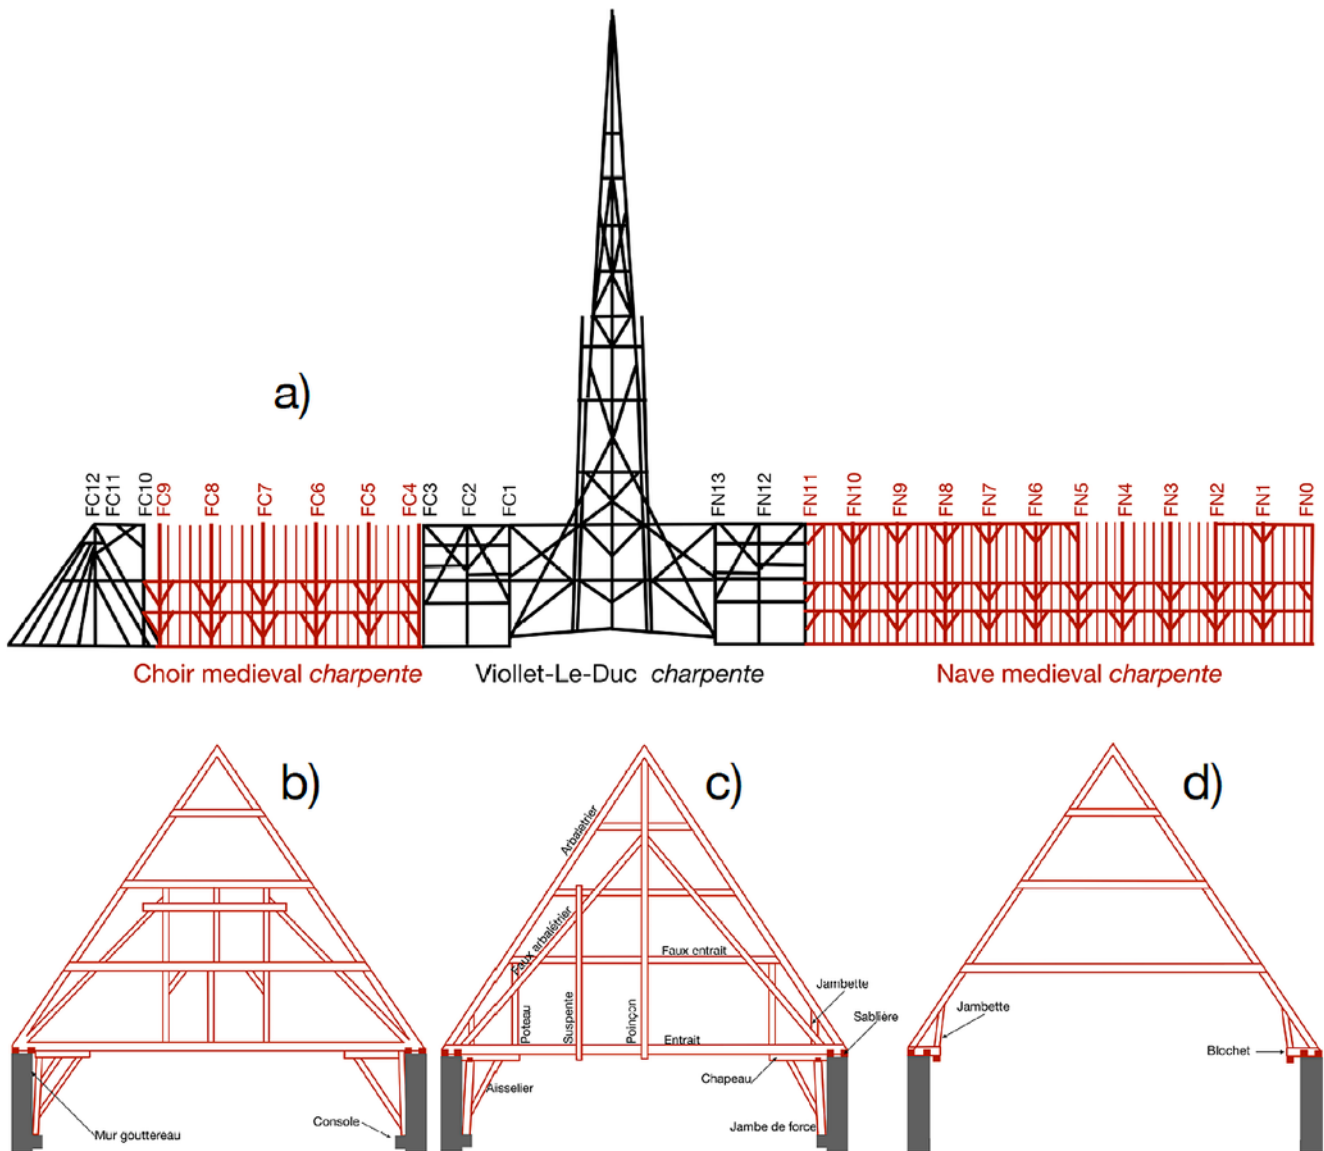 a)
FC12 FC11 FC10 FC9 FC8 FC7 FC6 FC5 FC4 FC3 FC2 FC1 FN13 FN12 FN11 FN10 FN9 FN8 FN7 FN6 FN5 FN4 FN3 FN2 FN1 FN0
Choir medieval charpente Viollet-Le-Duc charpente Nave medieval charpente
b)
Mur gouttereau
Console
c)
Arbalétrier
Faux arbalétrier
Faux entrait
Jambette
Sablière
Poteau
Suspente
Poinçon
Entrait
Chapeau
Aisselier
Jambe de force
d)
Jambette
Blochet